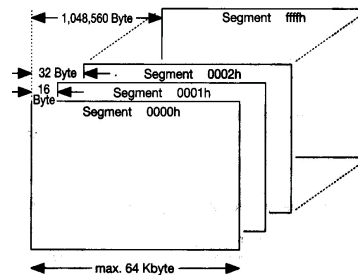 1,048,560 Byte
Segment ffffh
32 Byte
Segment 0002h
16
Byte
Segment 0001h
Segment 0000h
max. 64 Kbyte